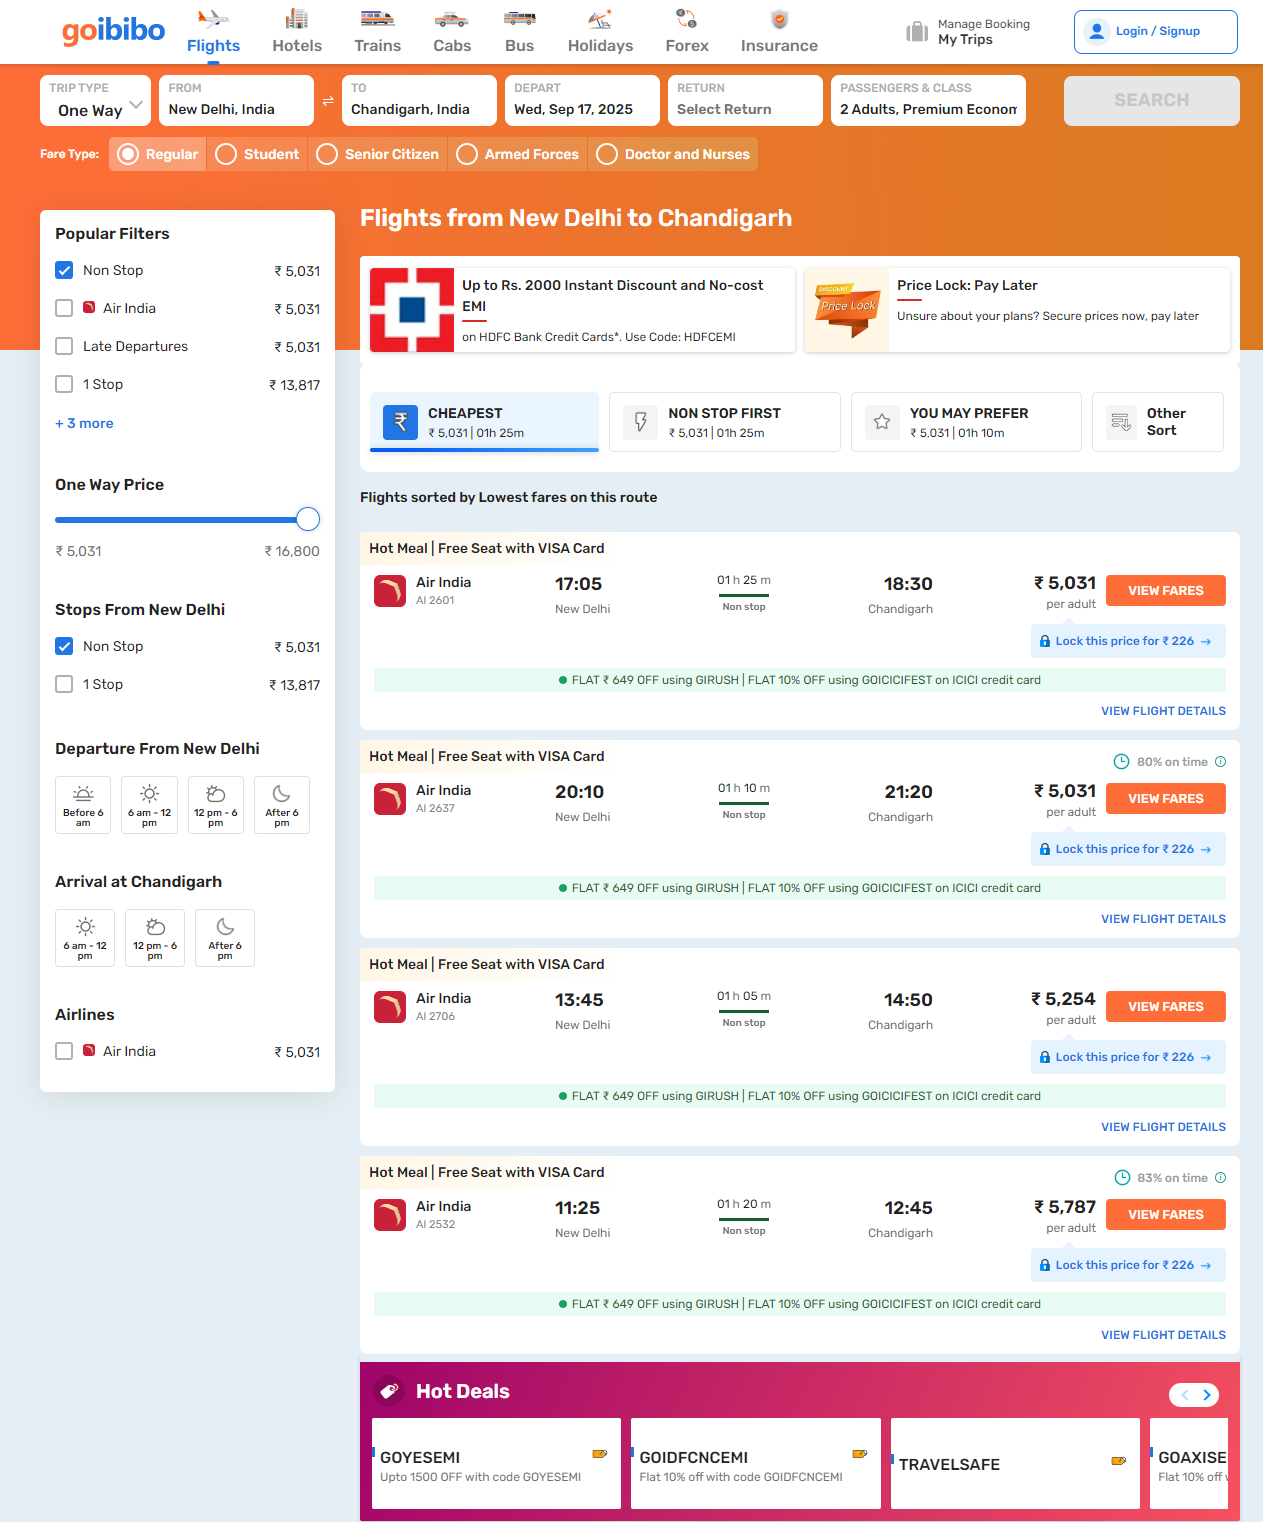 goibibo
Flights
Hotels
Trains
Cabs
Bus
Holidays
Forex
Insurance
Manage Booking
My Trips
Login / Signup
TRIP TYPE
One Way
FROM
New Delhi, India
TO
Chandigarh, India
DEPART
Wed, Sep 17, 2025
RETURN
Select Return
PASSENGERS & CLASS
2 Adults, Premium Econom
SEARCH
Fare Type:
Regular
Student
Senior Citizen
Armed Forces
Doctor and Nurses
Popular Filters
Non Stop ₹ 5,031
Air India ₹ 5,031
Late Departures ₹ 5,031
1 Stop ₹ 13,817
+ 3 more
One Way Price
₹ 5,031 ₹ 16,800
Stops From New Delhi
Non Stop ₹ 5,031
1 Stop ₹ 13,817
Departure From New Delhi
Before 6 am
6 am - 12 pm
12 pm - 6 pm
After 6 pm
Arrival at Chandigarh
6 am - 12 pm
12 pm - 6 pm
After 6 pm
Airlines
Air India ₹ 5,031
Flights from New Delhi to Chandigarh
Up to Rs. 2000 Instant Discount and No-cost
EMI
on HDFC Bank Credit Cards*. Use Code: HDFCEMI
DISCOUNT
Price Lock
Price Lock: Pay Later
Unsure about your plans? Secure prices now, pay later
CHEAPEST
₹ 5,031 | 01h 25m
NON STOP FIRST
₹ 5,031 | 01h 25m
YOU MAY PREFER
₹ 5,031 | 01h 10m
Other
Sort
Flights sorted by Lowest fares on this route
Hot Meal | Free Seat with VISA Card
Air India
AI 2601
17:05
New Delhi
01 h 25 m
Non stop
18:30
Chandigarh
₹ 5,031
per adult
VIEW FARES
Lock this price for ₹ 226 →
FLAT ₹ 649 OFF using GIRUSH | FLAT 10% OFF using GOICICIFEST on ICICI credit card
VIEW FLIGHT DETAILS
Hot Meal | Free Seat with VISA Card
80% on time
Air India
AI 2637
20:10
New Delhi
01 h 10 m
Non stop
21:20
Chandigarh
₹ 5,031
per adult
VIEW FARES
Lock this price for ₹ 226 →
FLAT ₹ 649 OFF using GIRUSH | FLAT 10% OFF using GOICICIFEST on ICICI credit card
VIEW FLIGHT DETAILS
Hot Meal | Free Seat with VISA Card
Air India
AI 2706
13:45
New Delhi
01 h 05 m
Non stop
14:50
Chandigarh
₹ 5,254
per adult
VIEW FARES
Lock this price for ₹ 226 →
FLAT ₹ 649 OFF using GIRUSH | FLAT 10% OFF using GOICICIFEST on ICICI credit card
VIEW FLIGHT DETAILS
Hot Meal | Free Seat with VISA Card
83% on time
Air India
AI 2532
11:25
New Delhi
01 h 20 m
Non stop
12:45
Chandigarh
₹ 5,787
per adult
VIEW FARES
Lock this price for ₹ 226 →
FLAT ₹ 649 OFF using GIRUSH | FLAT 10% OFF using GOICICIFEST on ICICI credit card
VIEW FLIGHT DETAILS
Hot Deals
GOYESEMI
Upto 1500 OFF with code GOYESEMI
GOIDFCNCEMI
Flat 10% off with code GOIDFCNCEMI
TRAVELSAFE
GOAXISE
Flat 10% off